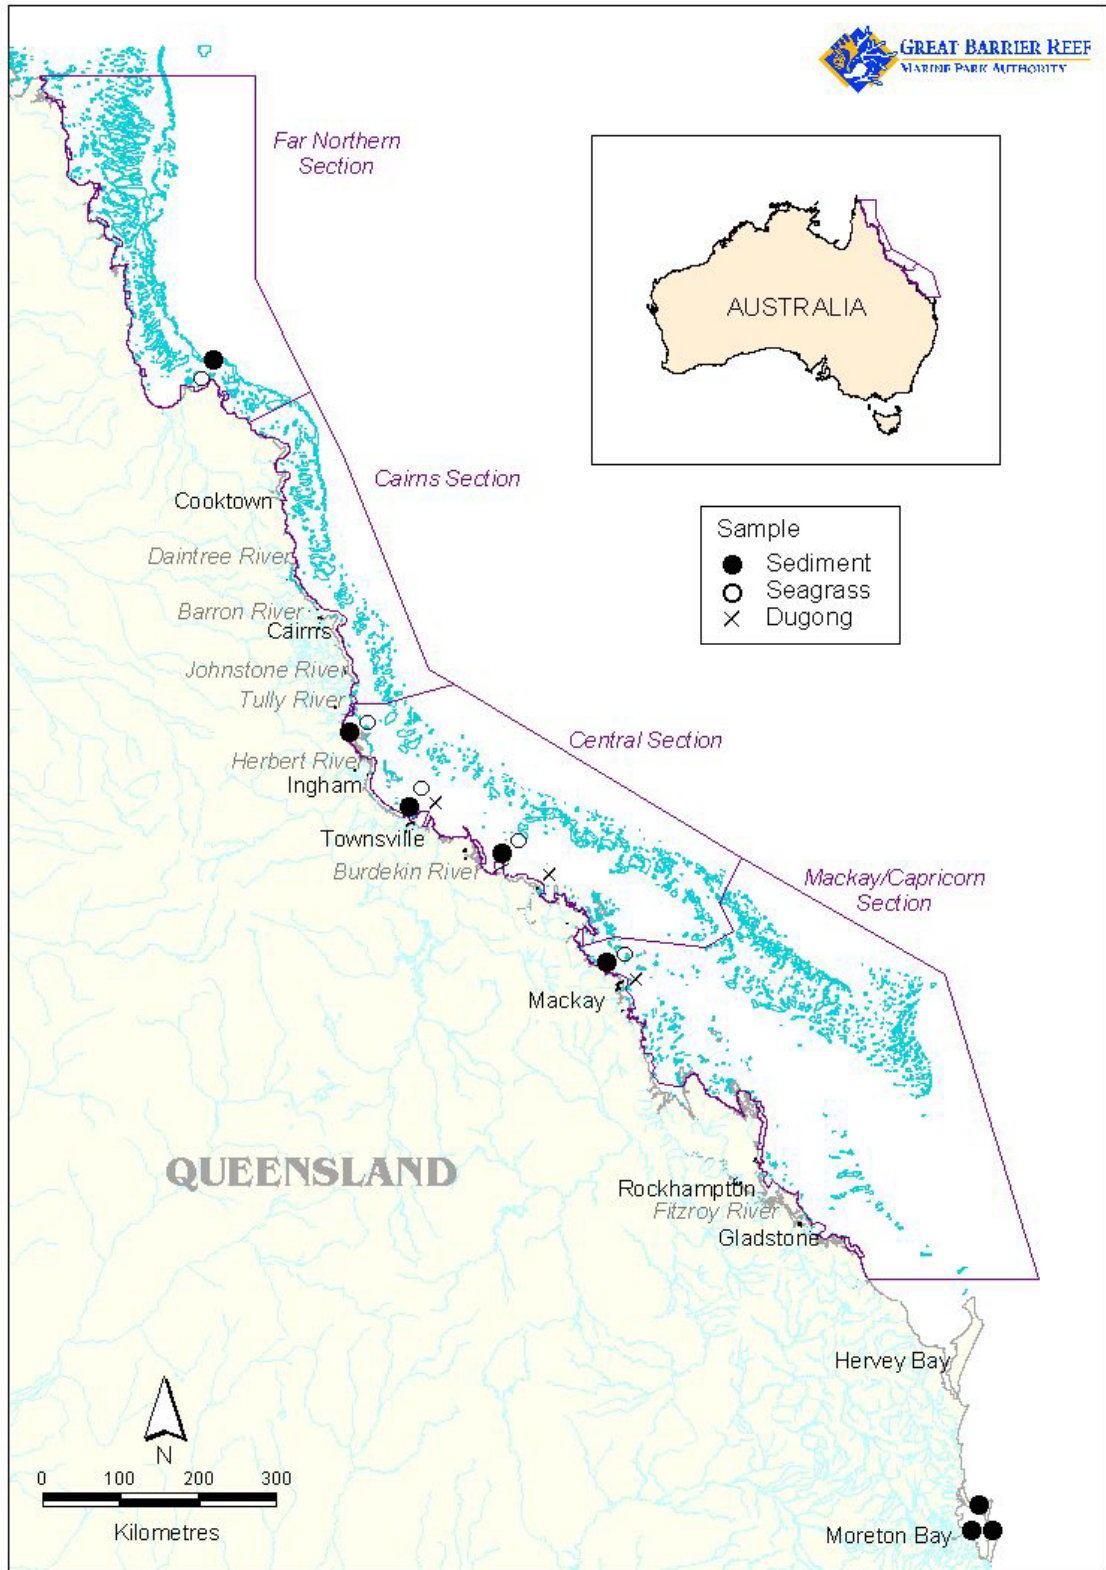 GREAT BARRIER REEF
MARINE PARK AUTHORITY
Far Northern
Section
AUSTRALIA
Cairns Section
Cooktown
Sample
Sediment
Seagrass
Dugong
Daintree River
Barron River
Cairns
Johnstone River
Tully River
Central Section
Herbert River
Ingham
Townsville
Burdekin River
Mackay/Capricorn
Section
Mackay
QUEENSLAND
Rockhampton
Fitzroy River
Gladstone
Hervey Bay
N
0 100 200 300
Kilometres
Moreton Bay